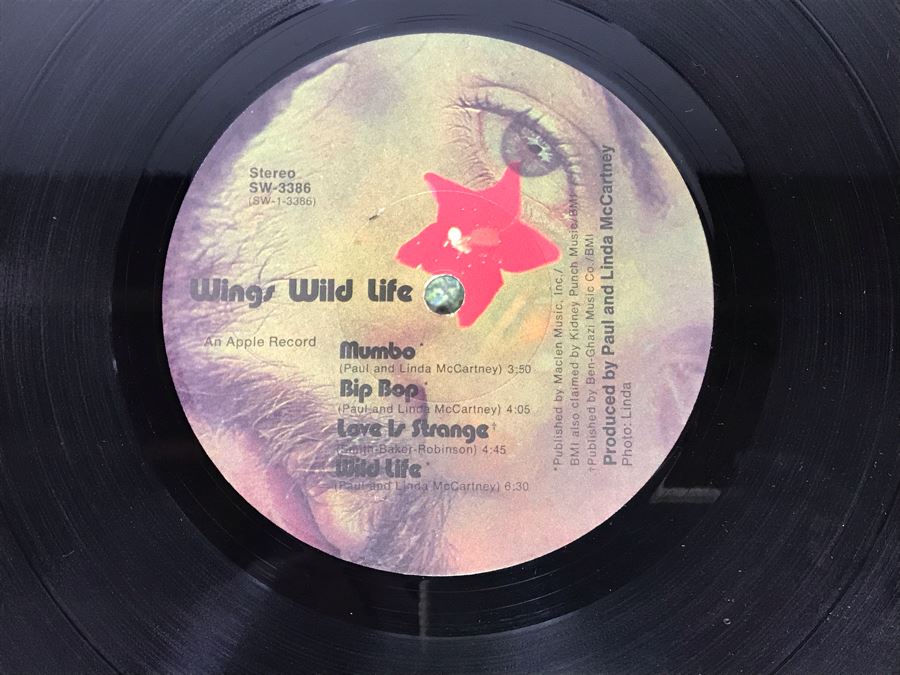 Stereo
SW-3386
(SW-1-3386)
Wings Wild Life
An Apple Record
Mumbo*
(Paul and Linda McCartney) 3:50
Bip Bop*
(Paul and Linda McCartney) 4:05
Love Is Strange†
(Smith-Baker-Robinson) 4:45
Wild Life*
(Paul and Linda McCartney) 6:30
*Published by Maclen Music, Inc./
BMI also claimed by Kidney Punch Music/BMI
†Published by Ben-Ghazi Music Co./BMI
Produced by Paul and Linda McCartney
Photo: Linda